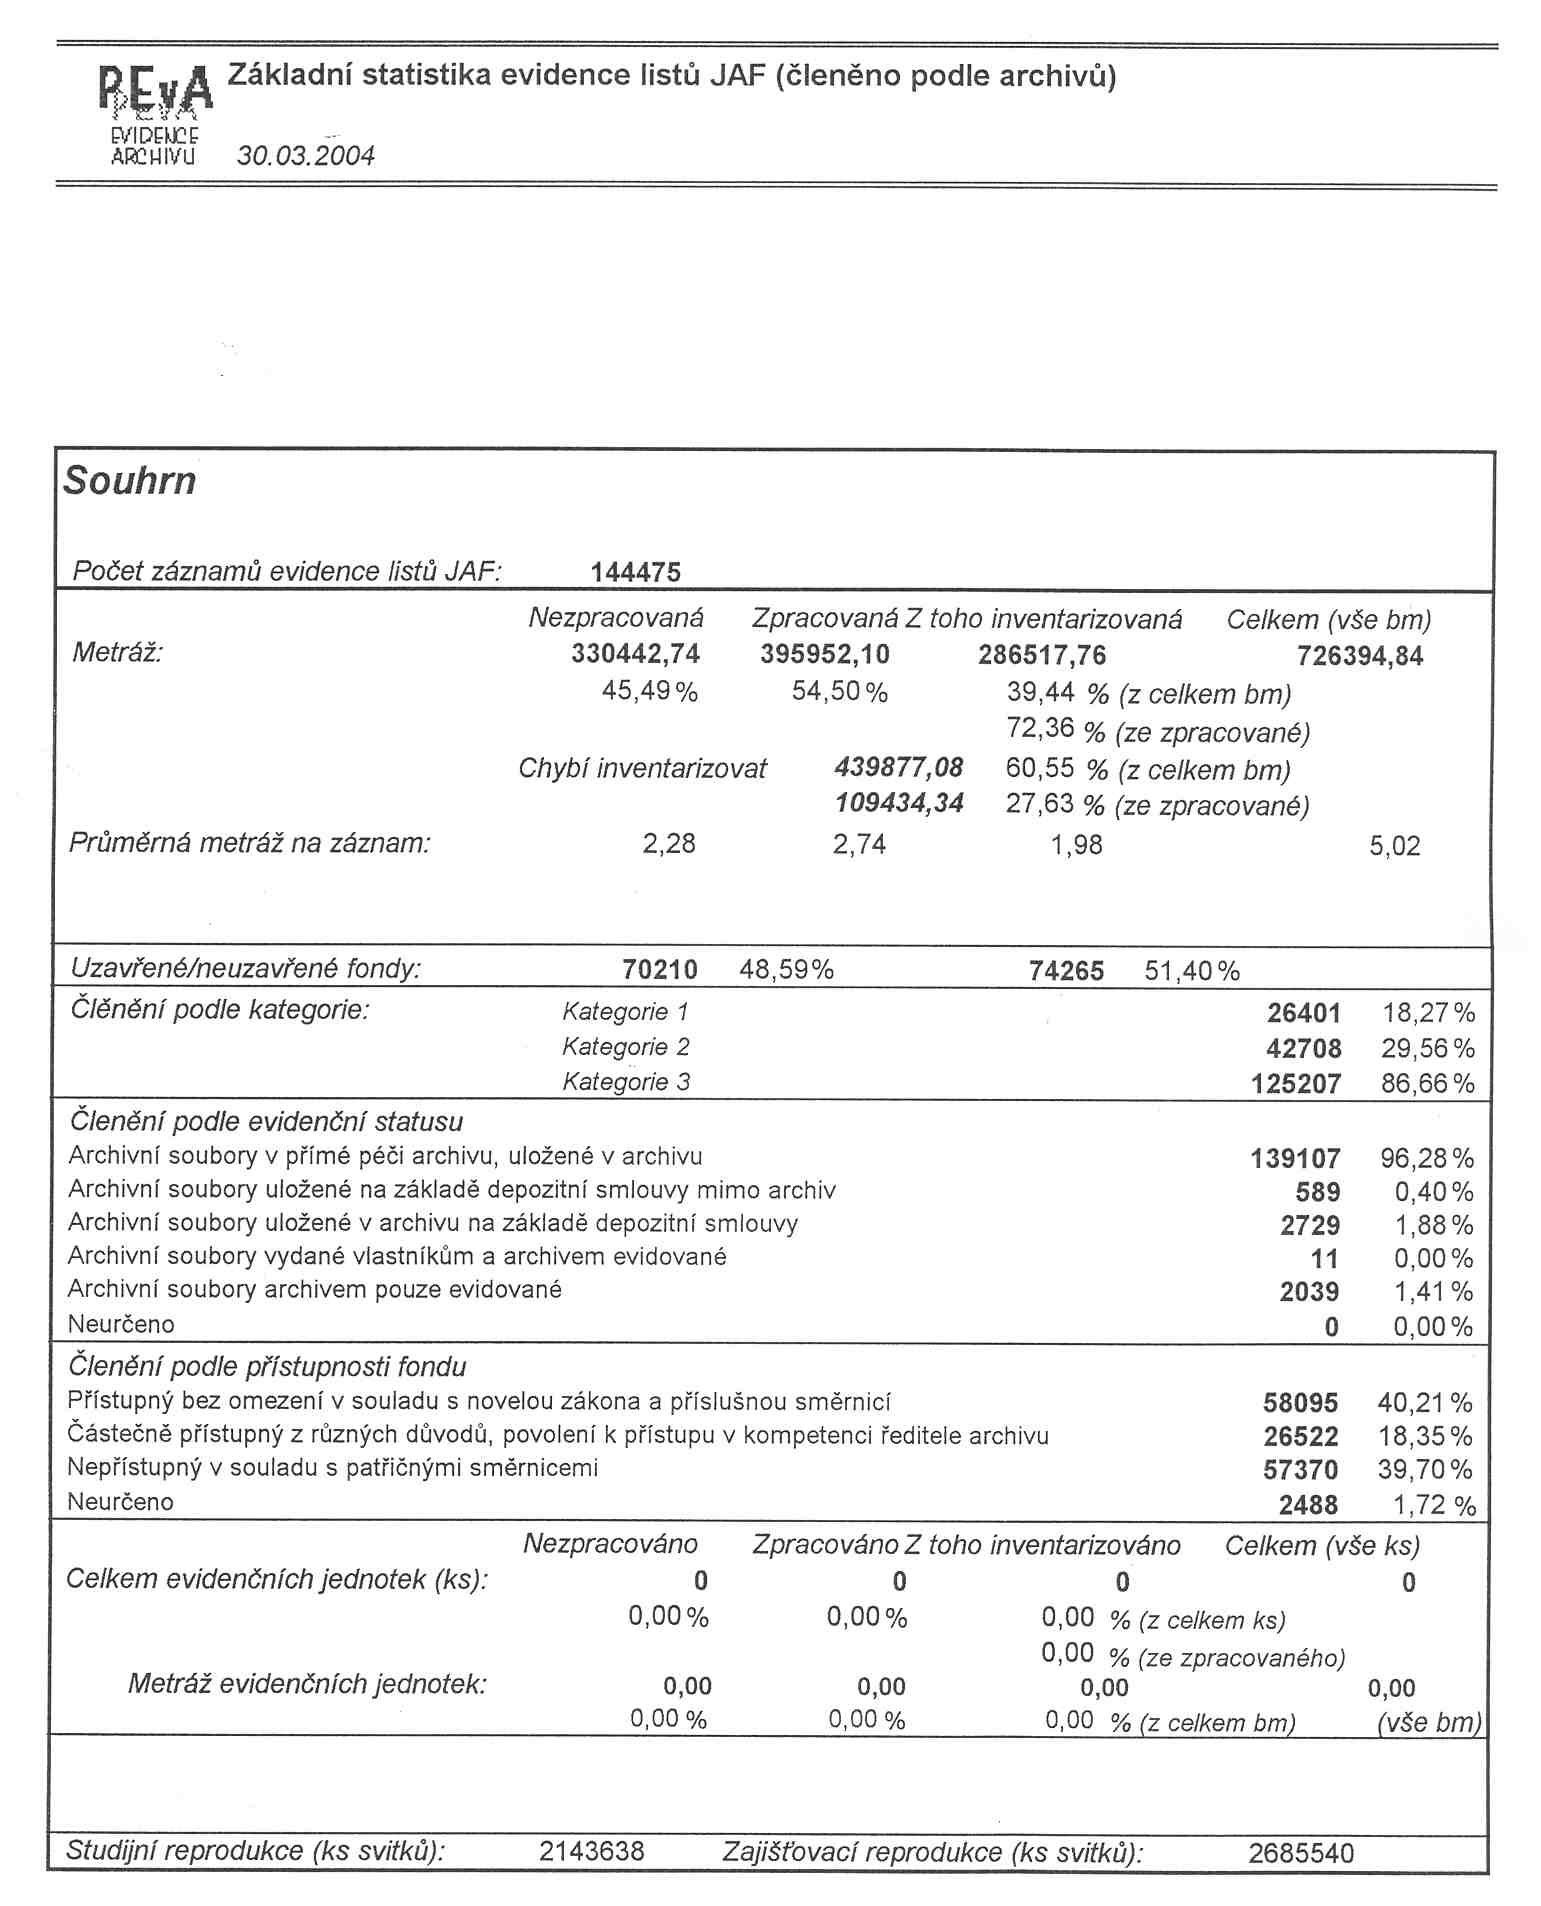 PEvA
EVIDENCE
ARCHIVU
Základní statistika evidence listů JAF (členěno podle archivů)
30.03.2004
Souhrn
Počet záznamů evidence listů JAF: 144475
Nezpracovaná Zpracovaná Z toho inventarizovaná Celkem (vše bm)
Metráž: 330442,74 395952,10 286517,76 726394,84
45,49 % 54,50 % 39,44 % (z celkem bm)
72,36 % (ze zpracované)
Chybí inventarizovat 439877,08 60,55 % (z celkem bm)
109434,34 27,63 % (ze zpracované)
Průměrná metráž na záznam: 2,28 2,74 1,98 5,02
Uzavřené/neuzavřené fondy: 70210 48,59% 74265 51,40%
Člěnění podle kategorie: Kategorie 1 26401 18,27%
Kategorie 2 42708 29,56%
Kategorie 3 125207 86,66%
Členění podle evidenční statusu
Archivní soubory v přímé péči archivu, uložené v archivu 139107 96,28%
Archivní soubory uložené na základě depozitní smlouvy mimo archiv 589 0,40%
Archivní soubory uložené v archivu na základě depozitní smlouvy 2729 1,88%
Archivní soubory vydané vlastníkům a archivem evidované 11 0,00%
Archivní soubory archivem pouze evidované 2039 1,41%
Neurčeno 0 0,00%
Členění podle přístupnosti fondu
Přístupný bez omezení v souladu s novelou zákona a příslušnou směrnicí 58095 40,21%
Částečně přístupný z různých důvodů, povolení k přístupu v kompetenci ředitele archivu 26522 18,35%
Nepřístupný v souladu s patřičnými směrnicemi 57370 39,70%
Neurčeno 2488 1,72 %
Nezpracováno Zpracováno Z toho inventarizováno Celkem (vše ks)
Celkem evidenčních jednotek (ks): 0 0 0 0
0,00% 0,00% 0,00 % (z celkem ks)
0,00 % (ze zpracovaného)
Metráž evidenčních jednotek: 0,00 0,00 0,00 0,00
0,00 % 0,00 % 0,00 % (z celkem bm) (vše bm)
Studijní reprodukce (ks svitků): 2143638 Zajišťovací reprodukce (ks svitků): 2685540